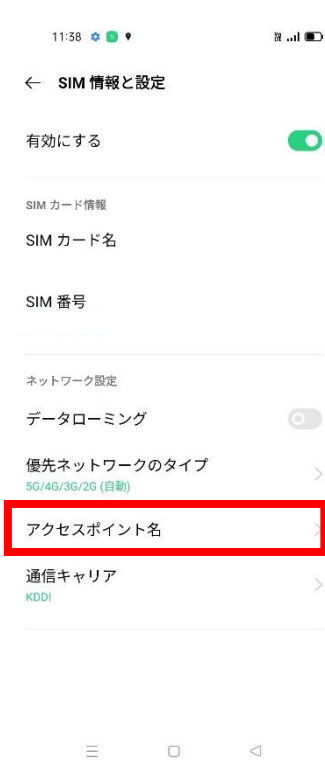 11:38
← SIM 情報と設定
有効にする
SIM カード情報
SIM カード名
SIM 番号
ネットワーク設定
データローミング
優先ネットワークのタイプ
5G/4G/3G/2G (自動)
アクセスポイント名
通信キャリア
KDDI